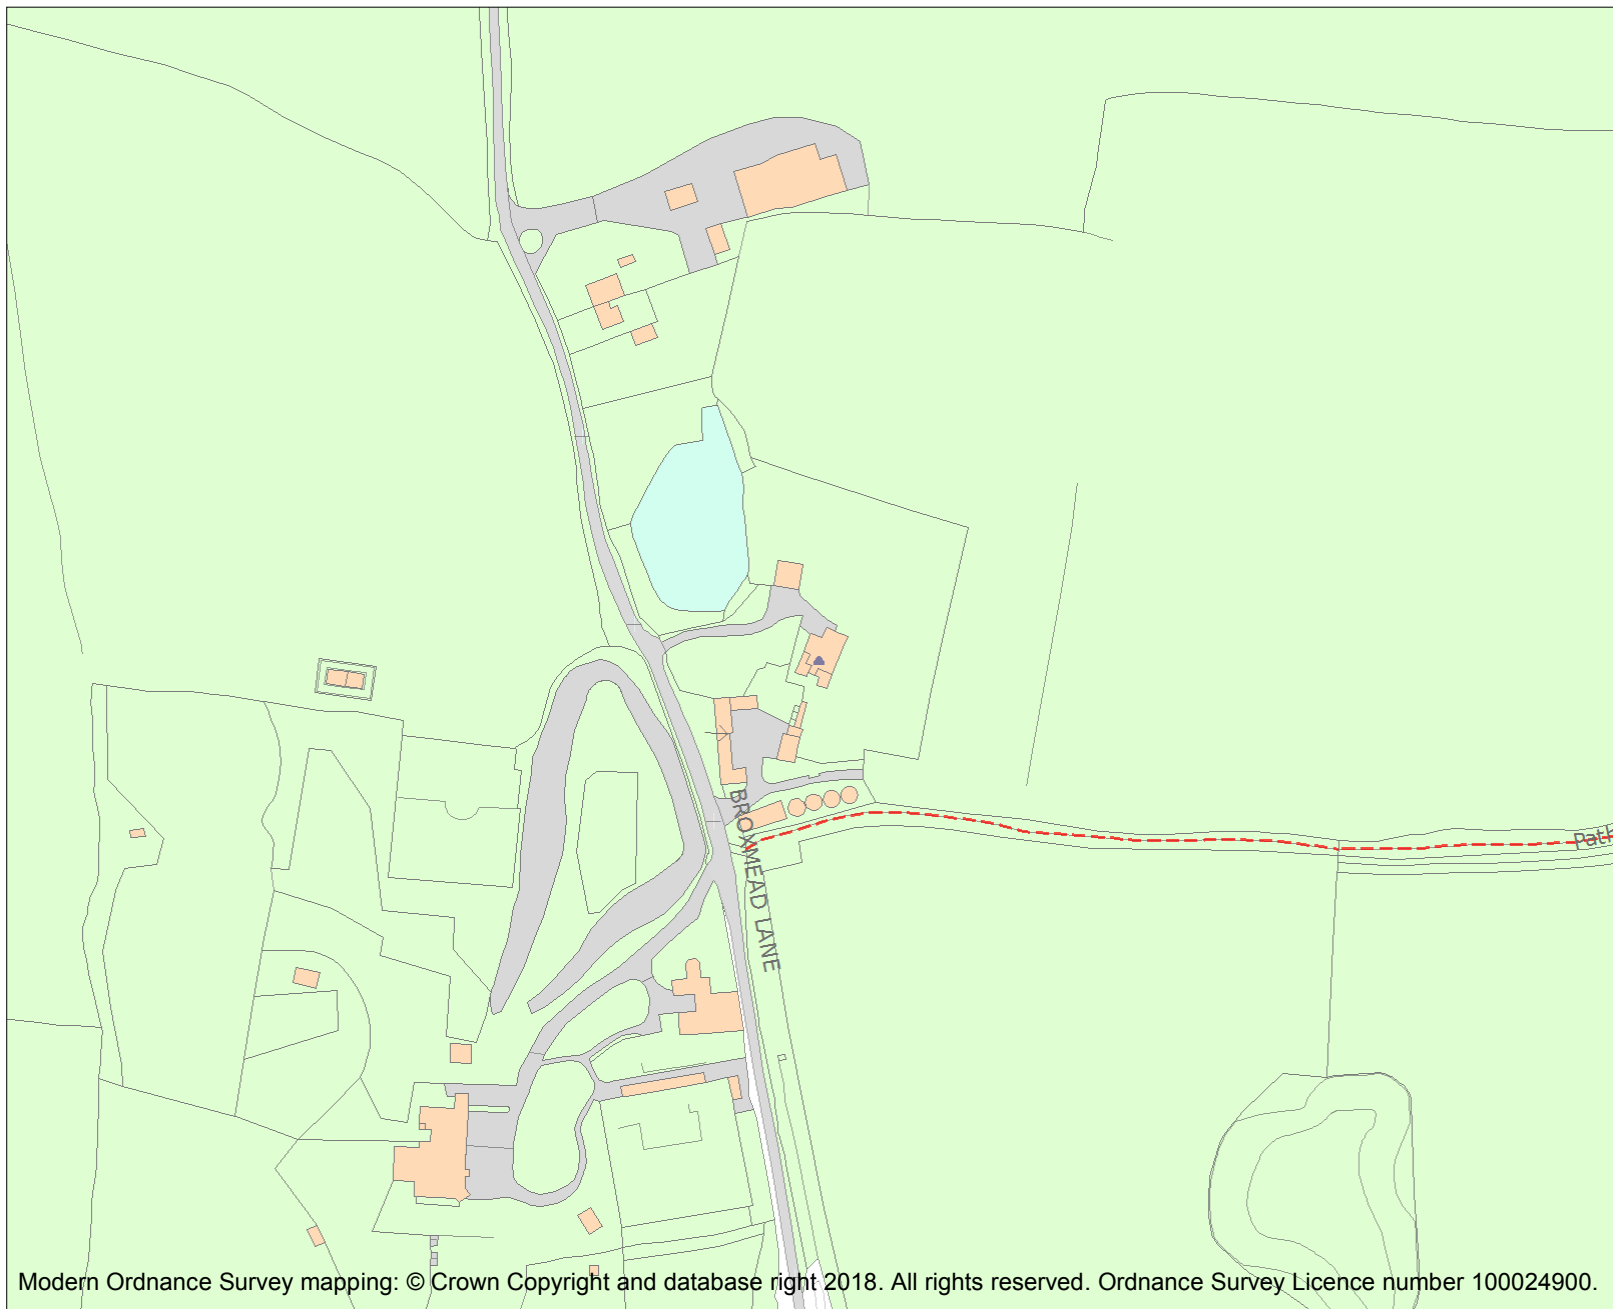 BROXMEAD LANE
Path
Modern Ordnance Survey mapping: © Crown Copyright and database right 2018. All rights reserved. Ordnance Survey Licence number 100024900.